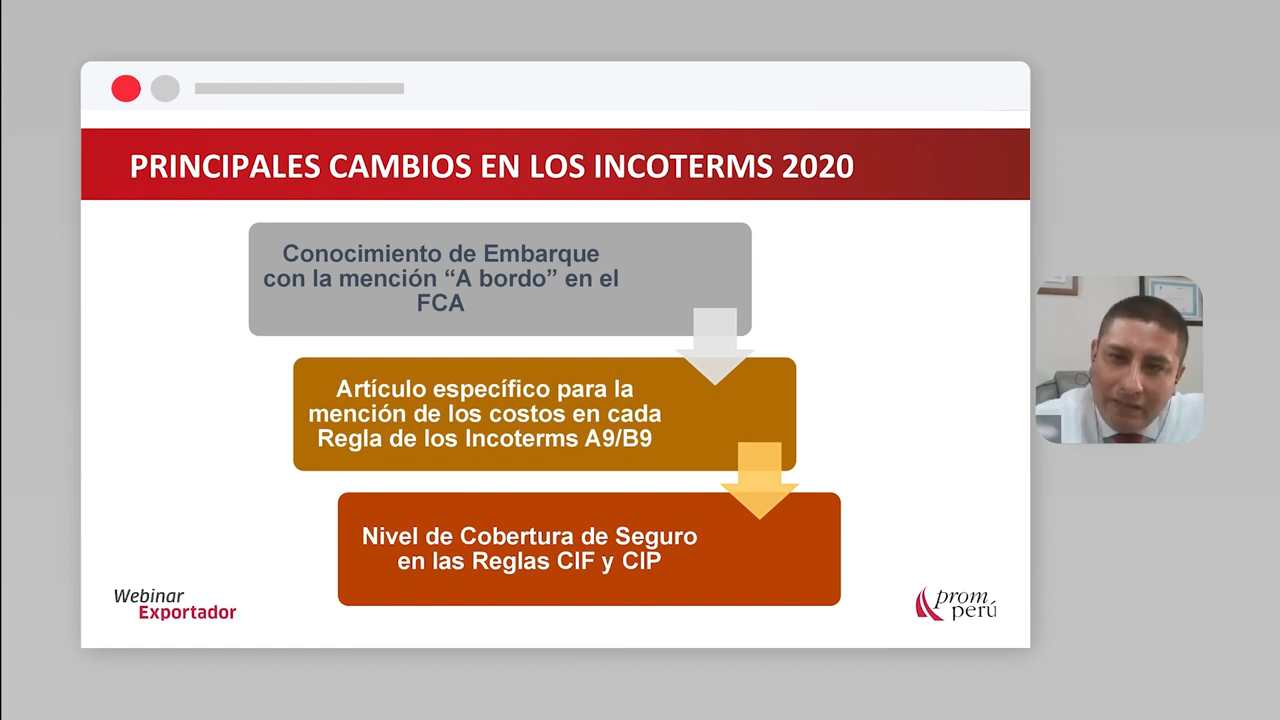 PRINCIPALES CAMBIOS EN LOS INCOTERMS 2020
Conocimiento de Embarque
con la mención “A bordo” en el
FCA
Artículo específico para la
mención de los costos en cada
Regla de los Incoterms A9/B9
Nivel de Cobertura de Seguro
en las Reglas CIF y CIP
Webinar
Exportador
prom
perú